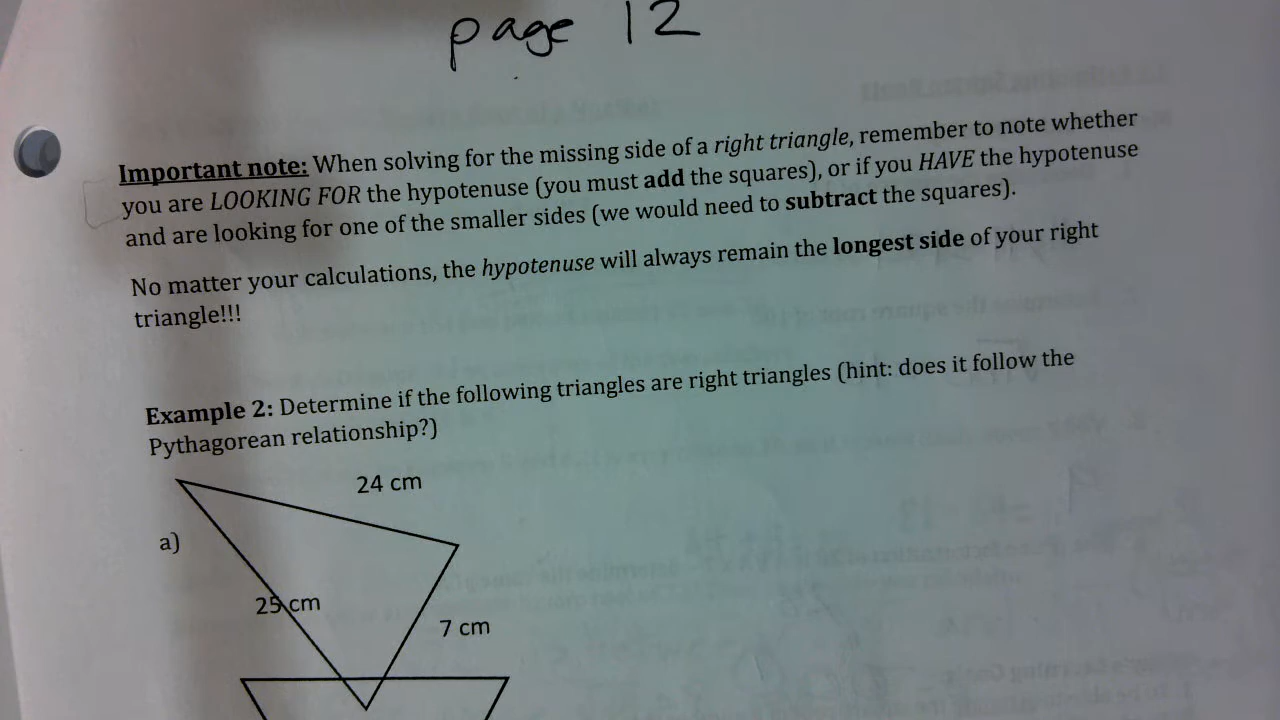 page 12
Important note: When solving for the missing side of a right triangle, remember to note whether
you are LOOKING FOR the hypotenuse (you must add the squares), or if you HAVE the hypotenuse
and are looking for one of the smaller sides (we would need to subtract the squares).
No matter your calculations, the hypotenuse will always remain the longest side of your right
triangle!!!
Example 2: Determine if the following triangles are right triangles (hint: does it follow the
Pythagorean relationship?)
24 cm
a)
25 cm
7 cm